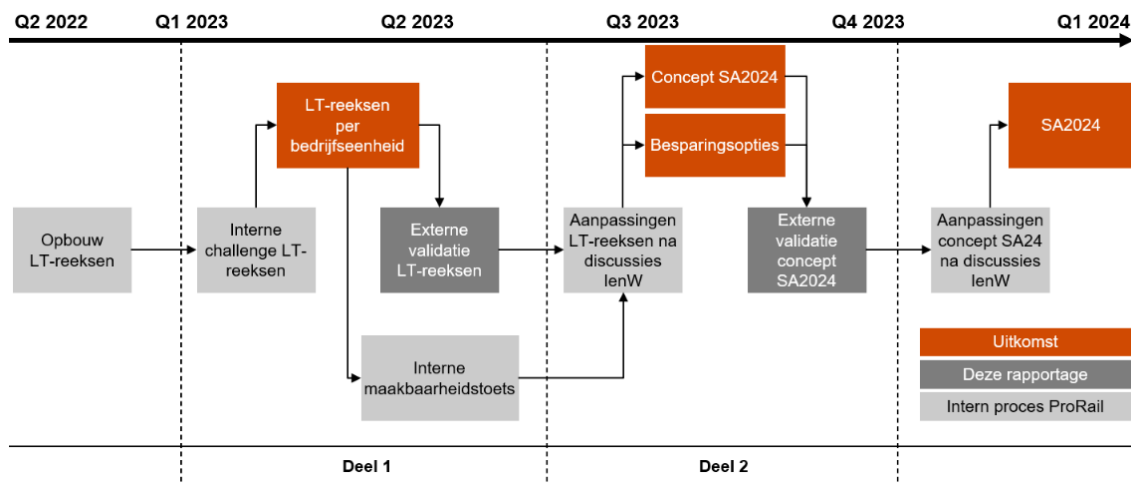 Q2 2022
Q1 2023
Q2 2023
Q3 2023
Q4 2023
Q1 2024
Opbouw
LT-reeksen
Interne
challenge LT-
reeksen
LT-reeksen
per
bedrijfseenheid
Externe
validatie
LT-reeksen
Interne
maakbaarheidstoets
Aanpassingen
LT-reeksen na
discussies
IenW
Concept SA2024
Besparingsopties
Externe
validatie
concept
SA2024
Aanpassingen
concept SA24
na discussies
IenW
SA2024
Uitkomst
Deze rapportage
Intern proces ProRail
Deel 1
Deel 2